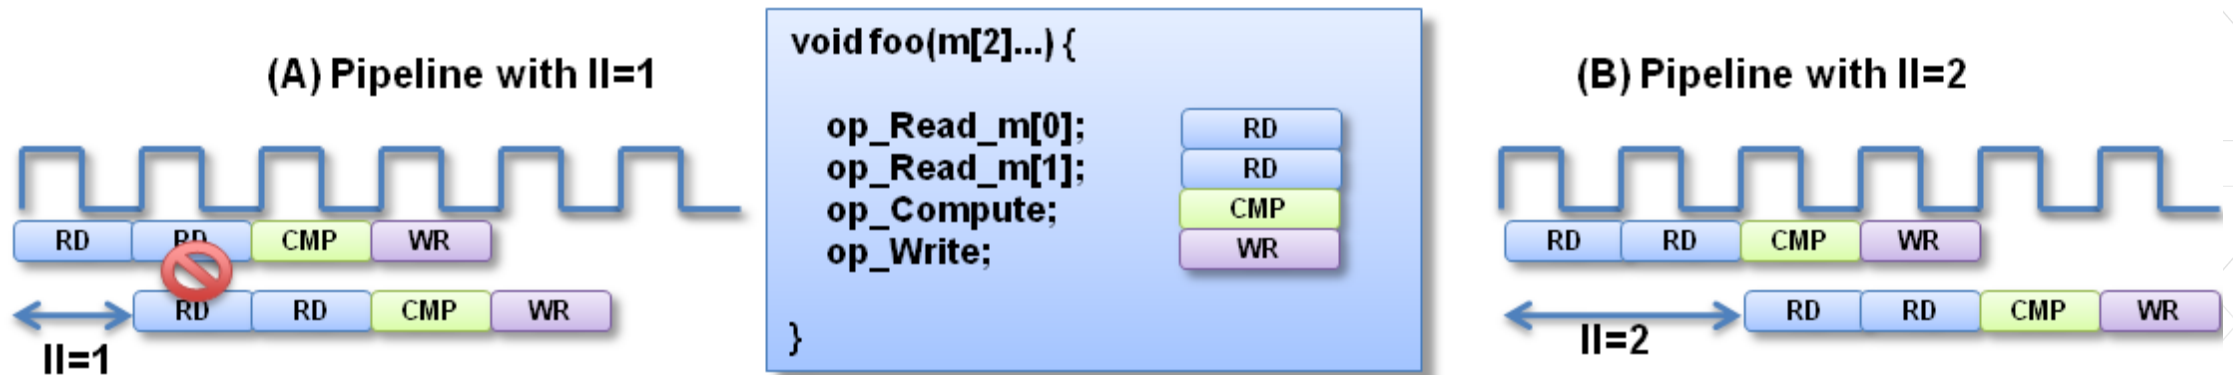 (A) Pipeline with II=1
RD RD CMP WR
RD RD CMP WR
II=1
void foo(m[2]...) {
op_Read_m[0]; RD
op_Read_m[1]; RD
op_Compute; CMP
op_Write; WR
}
(B) Pipeline with II=2
RD RD CMP WR
RD RD CMP WR
II=2